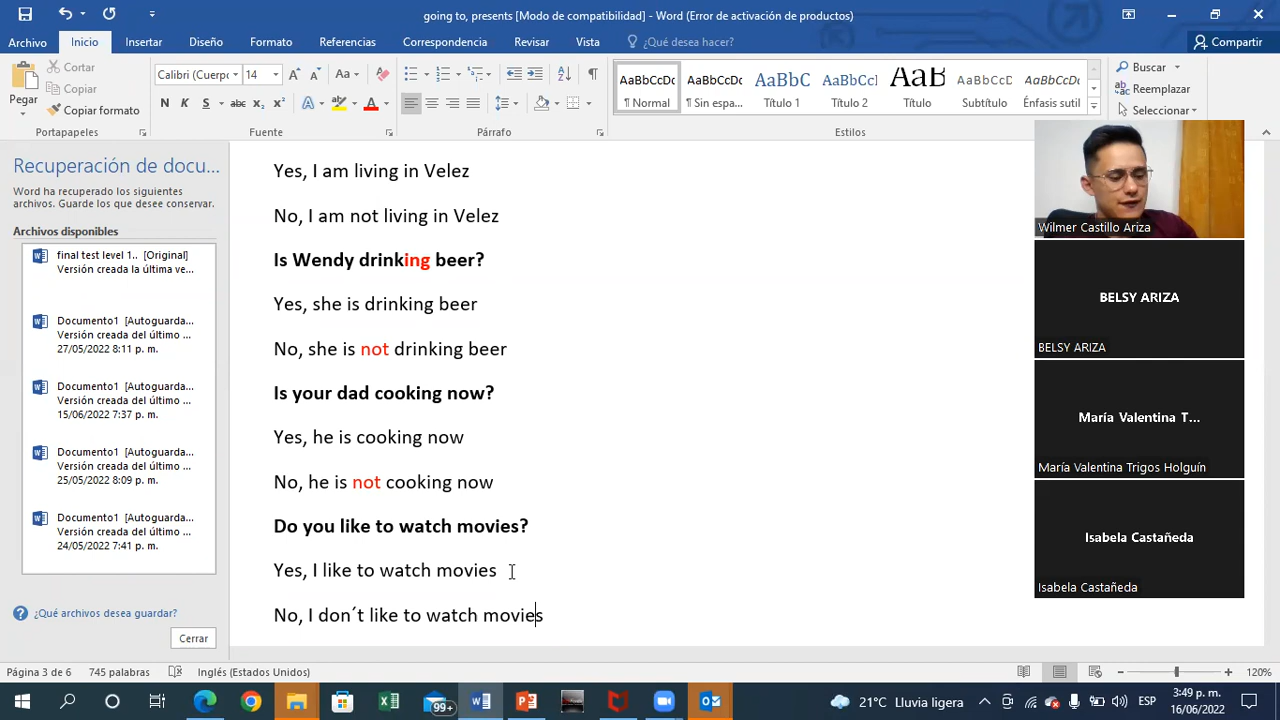 going to, presents [Modo de compatibilidad] - Word (Error de activación de productos)
Archivo Inicio Insertar Diseño Formato Referencias Correspondencia Revisar Vista ¿Qué desea hacer? Compartir
Pegar
Cortar
Copiar
Copiar formato
Portapapeles
Calibri (Cuerpo 14
Fuente
Párrafo
AaBbCcDc AaBbCcDc AaBbC AaBbCcl AaB AaBbCcD AaBbCcDc
¶ Normal ¶ Sin espa... Título 1 Título 2 Título Subtítulo Énfasis sutil
Estilos
Buscar
Reemplazar
Seleccionar
Edición
Recuperación de docu...
Word ha recuperado los siguientes
archivos. Guarde los que desee conservar.
Archivos disponibles
final test level 1.. [Original]
Versión creada la última ve...
Documento1 [Autoguarda...
Versión creada del último ...
27/05/2022 8:11 p. m.
Documento1 [Autoguarda...
Versión creada del último ...
15/06/2022 7:37 p. m.
Documento1 [Autoguarda...
Versión creada del último ...
25/05/2022 8:09 p. m.
Documento1 [Autoguarda...
Versión creada del último ...
24/05/2022 7:41 p. m.
¿Qué archivos desea guardar?
Cerrar
Yes, I am living in Velez
No, I am not living in Velez
Is Wendy drinking beer?
Yes, she is drinking beer
No, she is not drinking beer
Is your dad cooking now?
Yes, he is cooking now
No, he is not cooking now
Do you like to watch movies?
Yes, I like to watch movies
No, I don´t like to watch movies
Wilmer Castillo Ariza
BELSY ARIZA
BELSY ARIZA
María Valentina T...
María Valentina Trigos Holguín
Isabela Castañeda
Isabela Castañeda
Página 3 de 6 745 palabras Inglés (Estados Unidos) 120%
99+ 21°C Lluvia ligera ESP 3:49 p. m.
16/06/2022